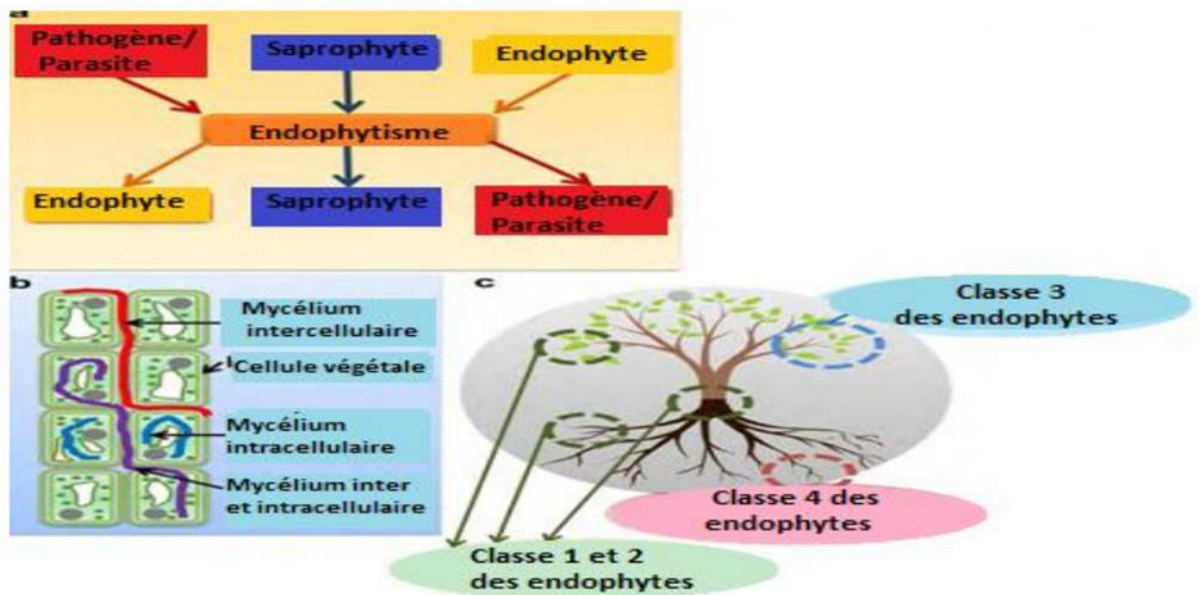 a
Pathogène/
Parasite
Saprophyte
Endophyte
Endophytisme
Endophyte
Saprophyte
Pathogène/
Parasite
b
Mycélium
intercellulaire
Cellule végétale
Mycélium
intracellulaire
Mycélium inter
et intracellulaire
c
Classe 3
des endophytes
Classe 4 des
endophytes
Classe 1 et 2
des endophytes